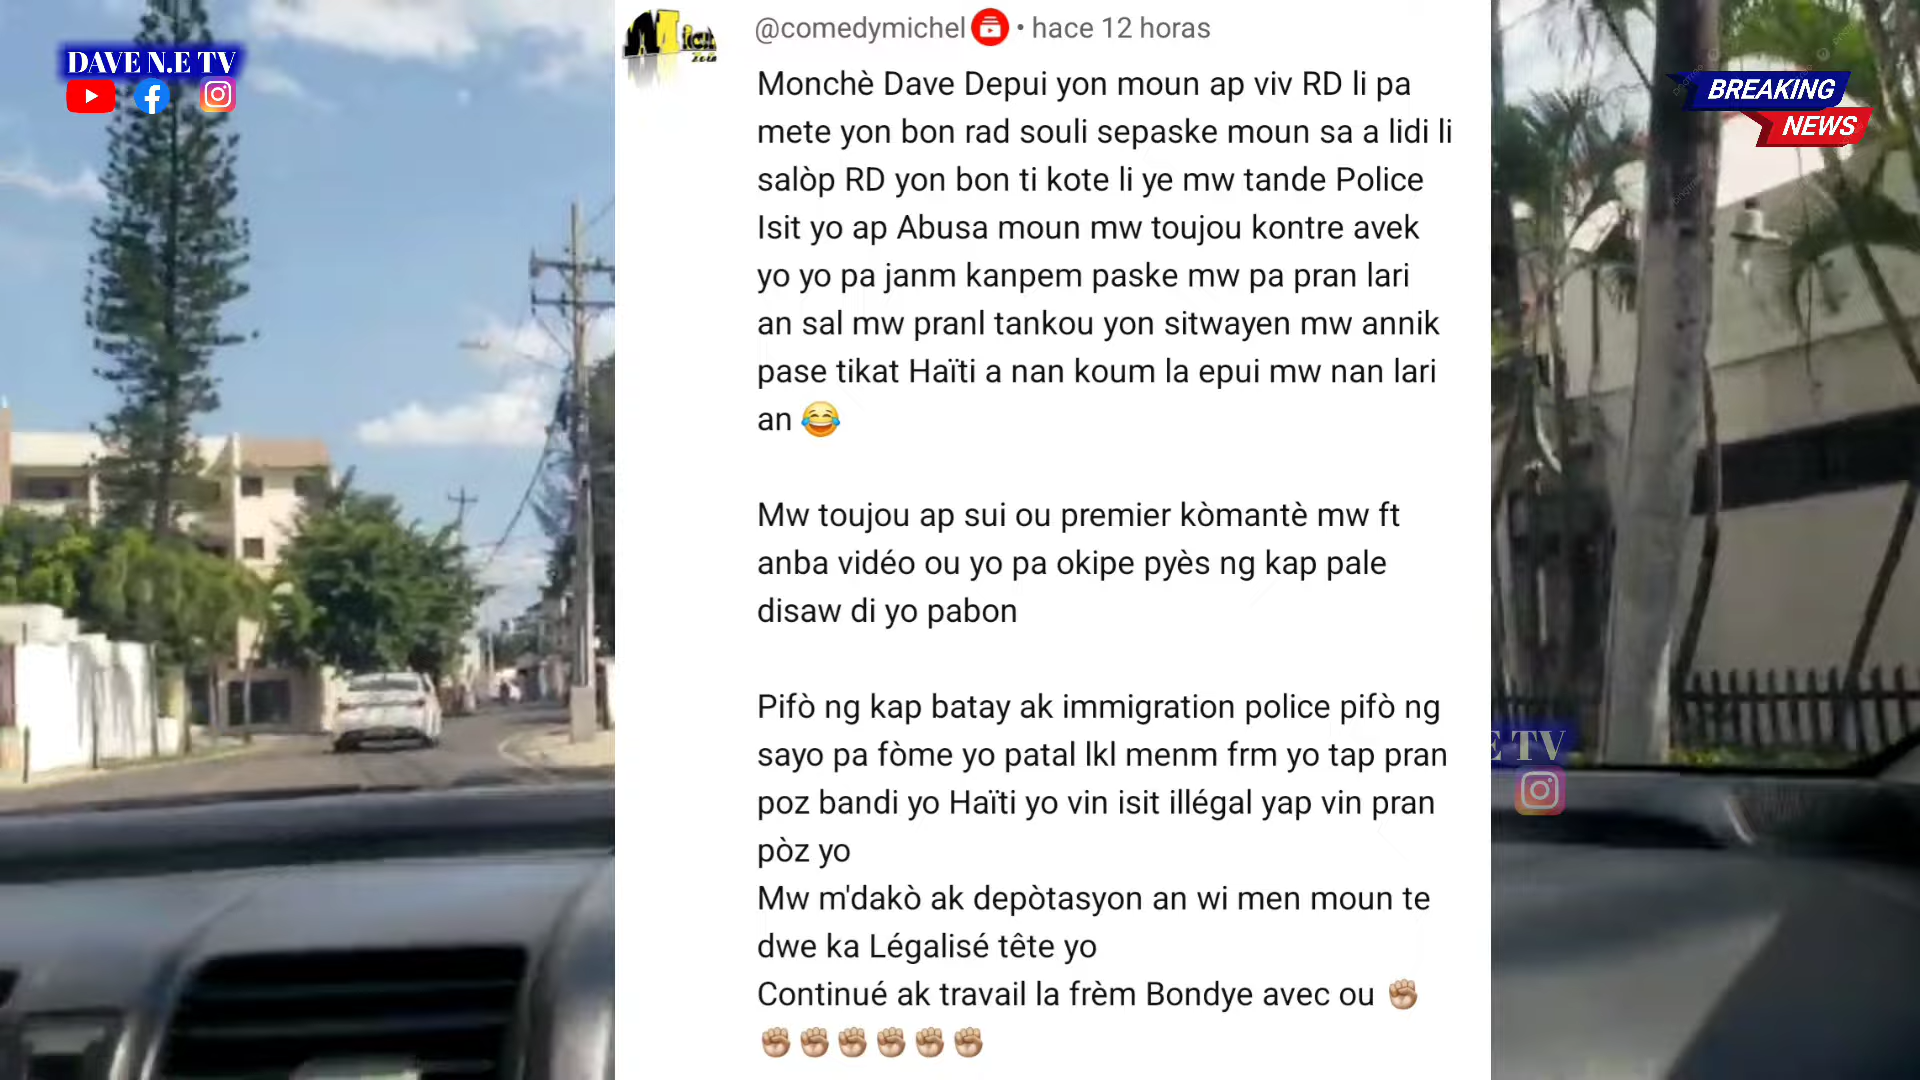 DAVE N.E TV
BREAKING
NEWS
@comedymichel • hace 12 horas
Monchè Dave Depui yon moun ap viv RD li pa
mete yon bon rad souli sepaske moun sa a lidi li
salòp RD yon bon ti kote li ye mw tande Police
Isit yo ap Abusa moun mw toujou kontre avek
yo yo pa janm kanpem paske mw pa pran lari
an sal mw pranl tankou yon sitwayen mw annik
pase tikat Haïti a nan koum la epui mw nan lari
an 😂
Mw toujou ap sui ou premier kòmantè mw ft
anba vidéo ou yo pa okipe pyès ng kap pale
disaw di yo pabon
Pifò ng kap batay ak immigration police pifò ng
sayo pa fòme yo patal lkl menm frm yo tap pran
poz bandi yo Haïti yo vin isit illégal yap vin pran
pòz yo
Mw m'dakò ak depòtasyon an wi men moun te
dwe ka Légalisé tête yo
Continué ak travail la frèm Bondye avec ou ✊🏼
✊🏼✊🏼✊🏼✊🏼✊🏼✊🏼
E TV